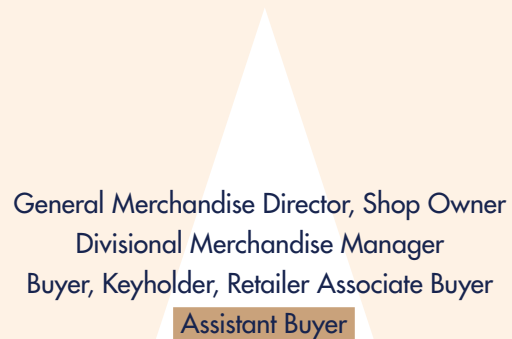 General Merchandise Director, Shop Owner
Divisional Merchandise Manager
Buyer, Keyholder, Retailer Associate Buyer
Assistant Buyer